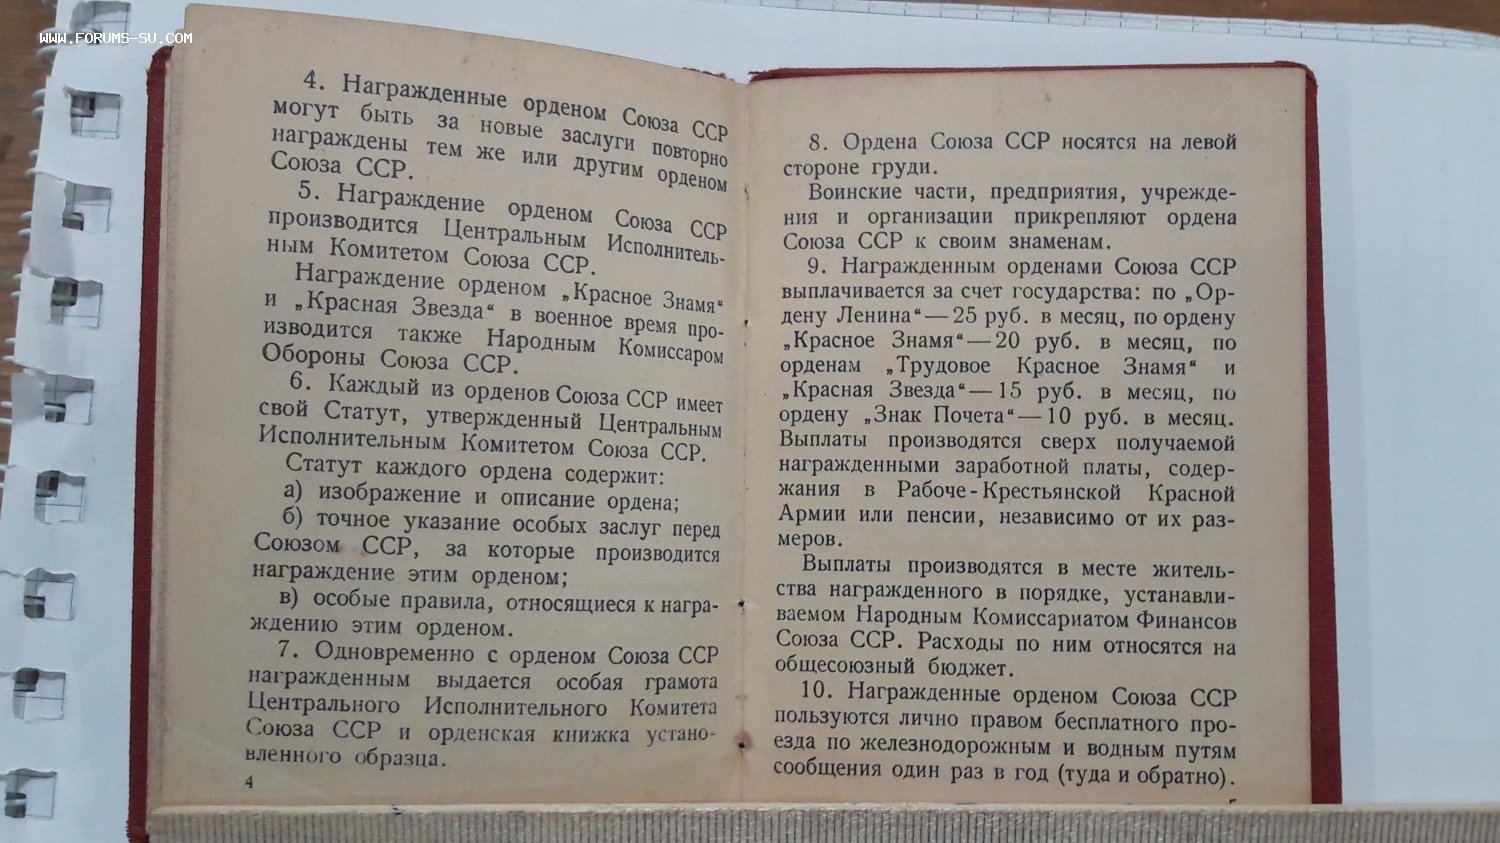 WWW.FORUMS-SU.COM
4. Награжденные орденом Союза ССР
могут быть за новые заслуги повторно
награждены тем же или другим орденом
Союза ССР.
5. Награждение орденом Союза ССР
производится Центральным Исполнитель-
ным Комитетом Союза ССР.
Награждение орденом „Красное Знамя“
и „Красная Звезда“ в военное время про-
изводится также Народным Комиссаром
Обороны Союза ССР.
6. Каждый из орденов Союза ССР имеет
свой Статут, утвержденный Центральным
Исполнительным Комитетом Союза ССР.
Статут каждого ордена содержит:
а) изображение и описание ордена;
б) точное указание особых заслуг перед
Союзом ССР, за которые производится
награждение этим орденом;
в) особые правила, относящиеся к награ-
ждению этим орденом.
7. Одновременно с орденом Союза ССР
награжденным выдается особая грамота
Центрального Исполнительного Комитета
Союза ССР и орденская книжка устано-
вленного образца.
4
8. Ордена Союза ССР носятся на левой
стороне груди.
Воинские части, предприятия, учрежде-
ния и организации прикрепляют ордена
Союза ССР к своим знаменам.
9. Награжденным орденами Союза ССР
выплачивается за счет государства: по „Ор-
дену Ленина“—25 руб. в месяц, по ордену
„Красное Знамя“—20 руб. в месяц, по
орденам „Трудовое Красное Знамя“ и
„Красная Звезда“—15 руб. в месяц, по
ордену „Знак Почета“—10 руб. в месяц.
Выплаты производятся сверх получаемой
награжденными заработной платы, содер-
жания в Рабоче-Крестьянской Красной
Армии или пенсии, независимо от их раз-
меров.
Выплаты производятся в месте житель-
ства награжденного в порядке, устанавли-
ваемом Народным Комиссариатом Финансов
Союза ССР. Расходы по ним относятся на
общесоюзный бюджет.
10. Награжденные орденом Союза ССР
пользуются лично правом бесплатного про-
езда по железнодорожным и водным путям
сообщения один раз в год (туда и обратно).